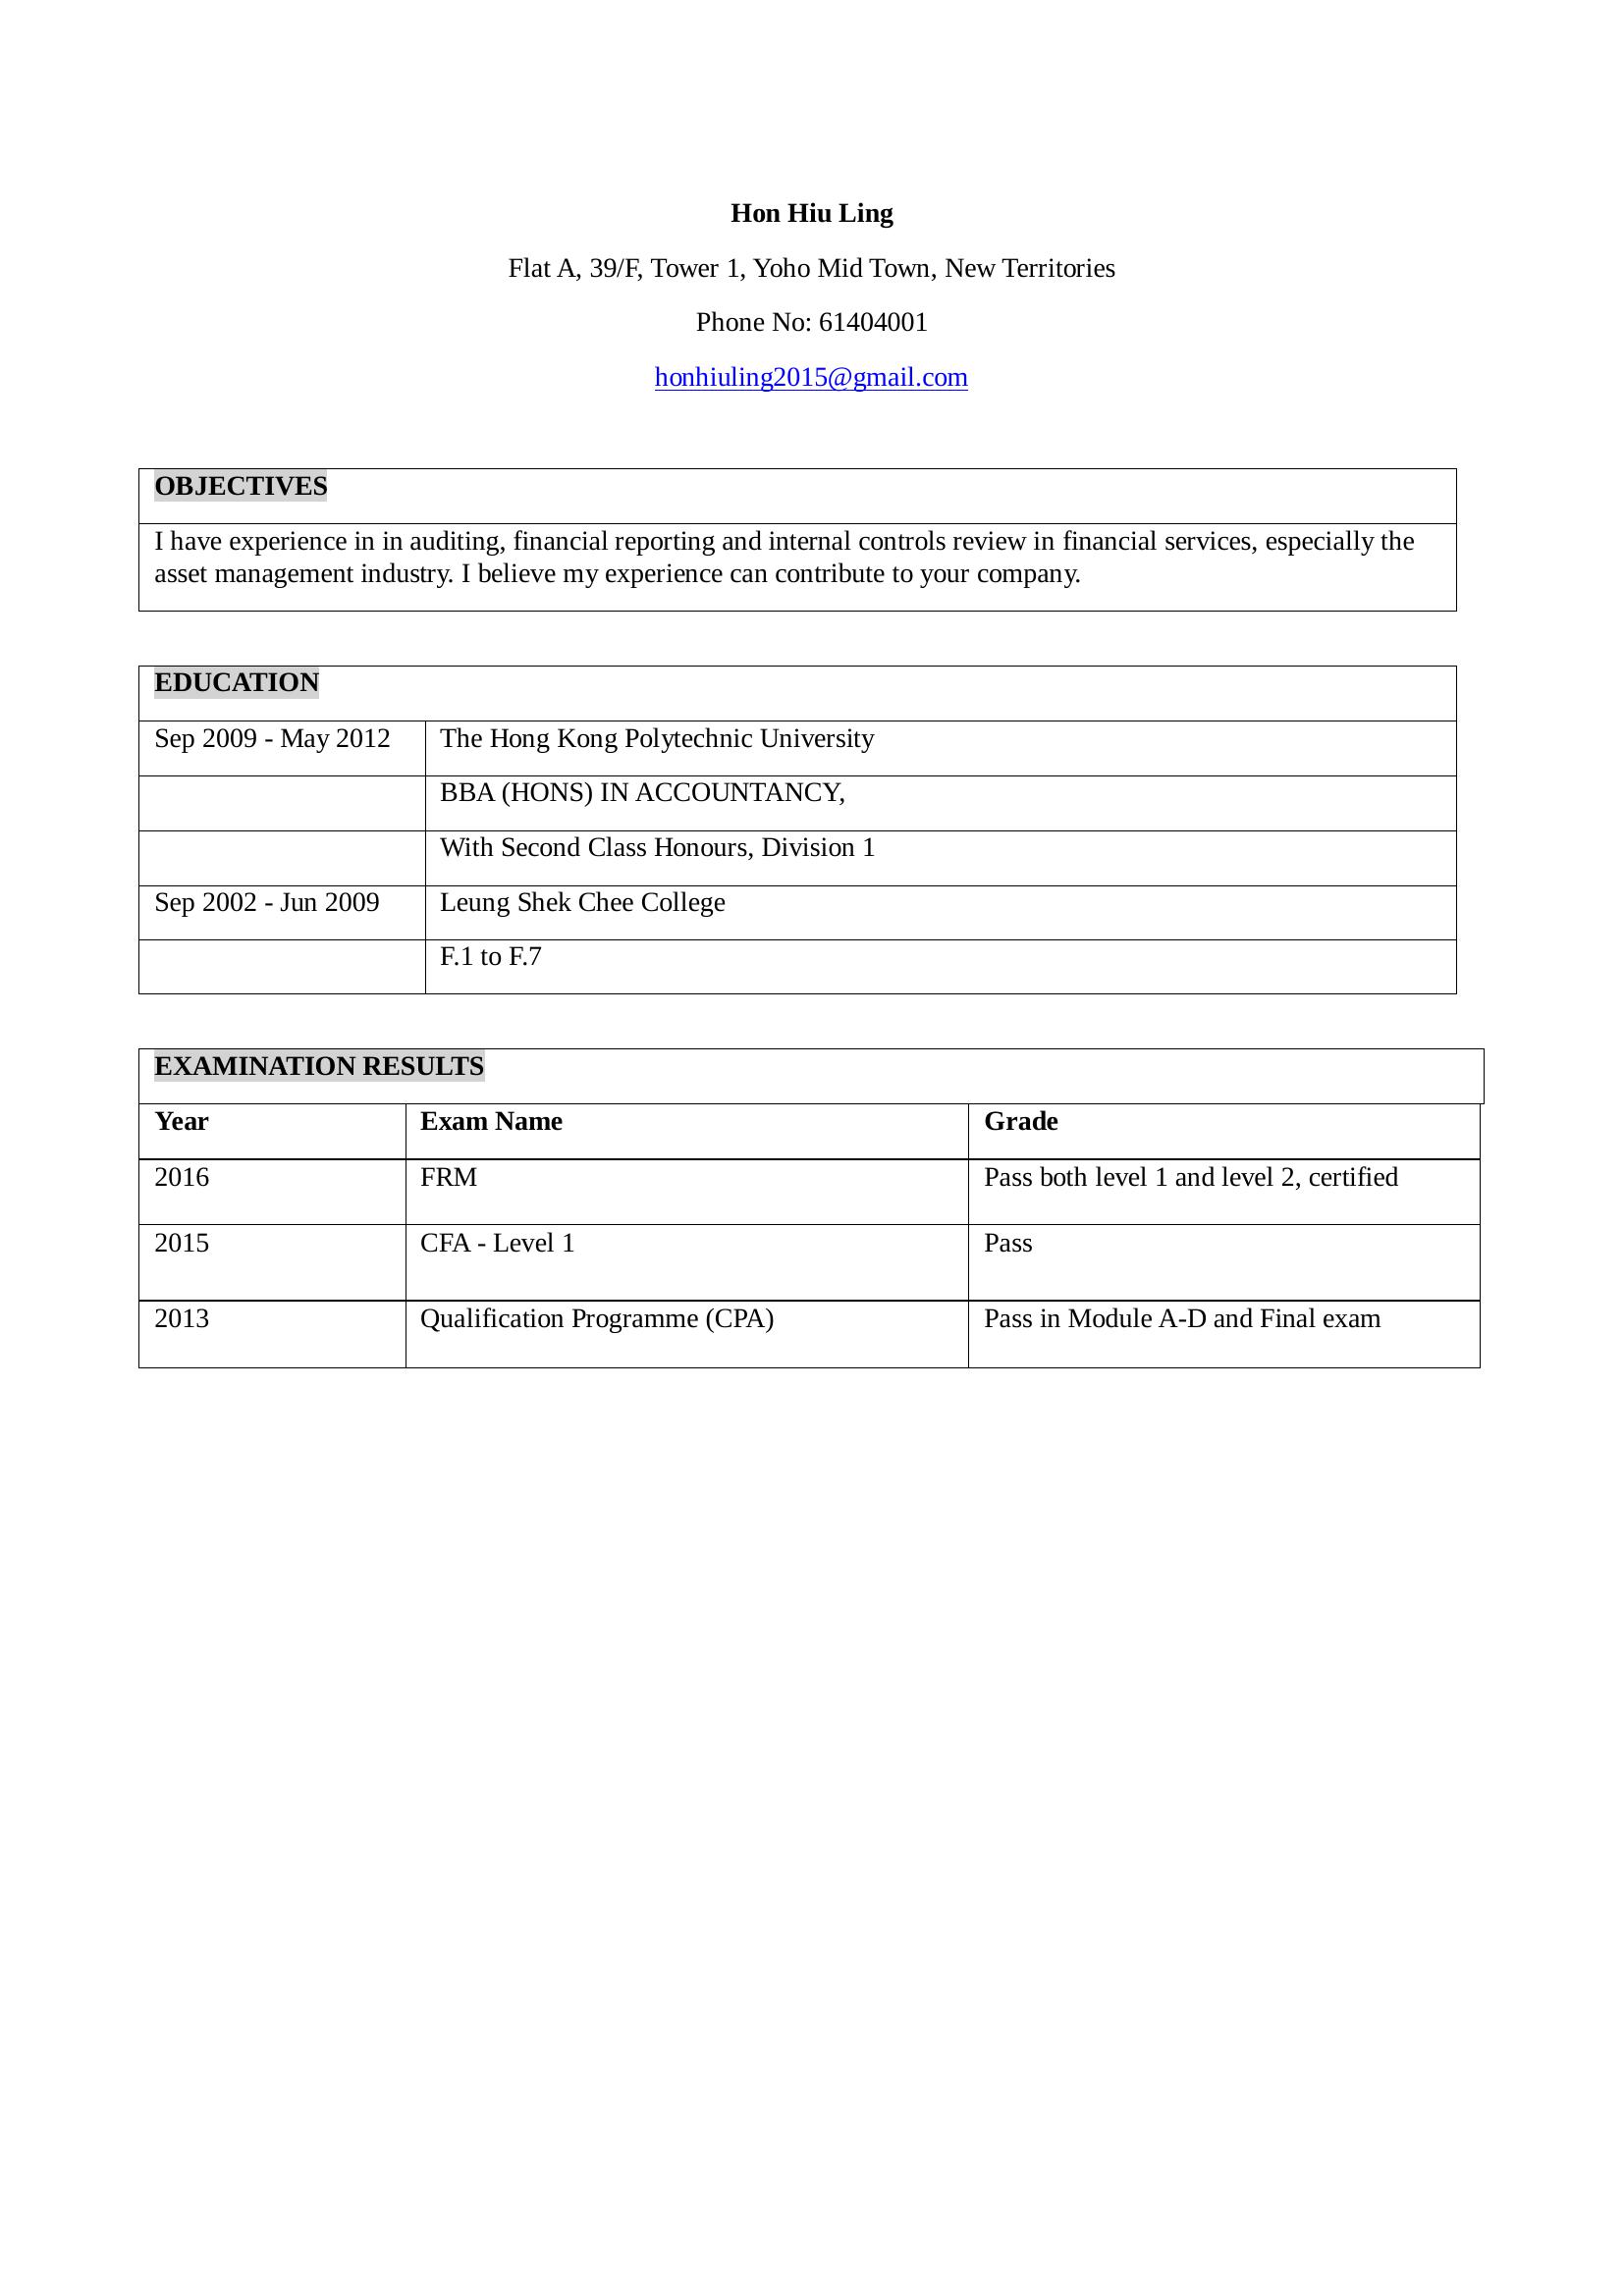 Hon Hiu Ling
Flat A, 39/F, Tower 1, Yoho Mid Town, New Territories
Phone No: 61404001
honhiuling2015@gmail.com
OBJECTIVES
I have experience in in auditing, financial reporting and internal controls review in financial services, especially the
asset management industry. I believe my experience can contribute to your company.
EDUCATION
Sep 2009 - May 2012 The Hong Kong Polytechnic University
BBA (HONS) IN ACCOUNTANCY,
With Second Class Honours, Division 1
Sep 2002 - Jun 2009 Leung Shek Chee College
F.1 to F.7
EXAMINATION RESULTS
Year Exam Name Grade
2016 FRM Pass both level 1 and level 2, certified
2015 CFA - Level 1 Pass
2013 Qualification Programme (CPA) Pass in Module A-D and Final exam